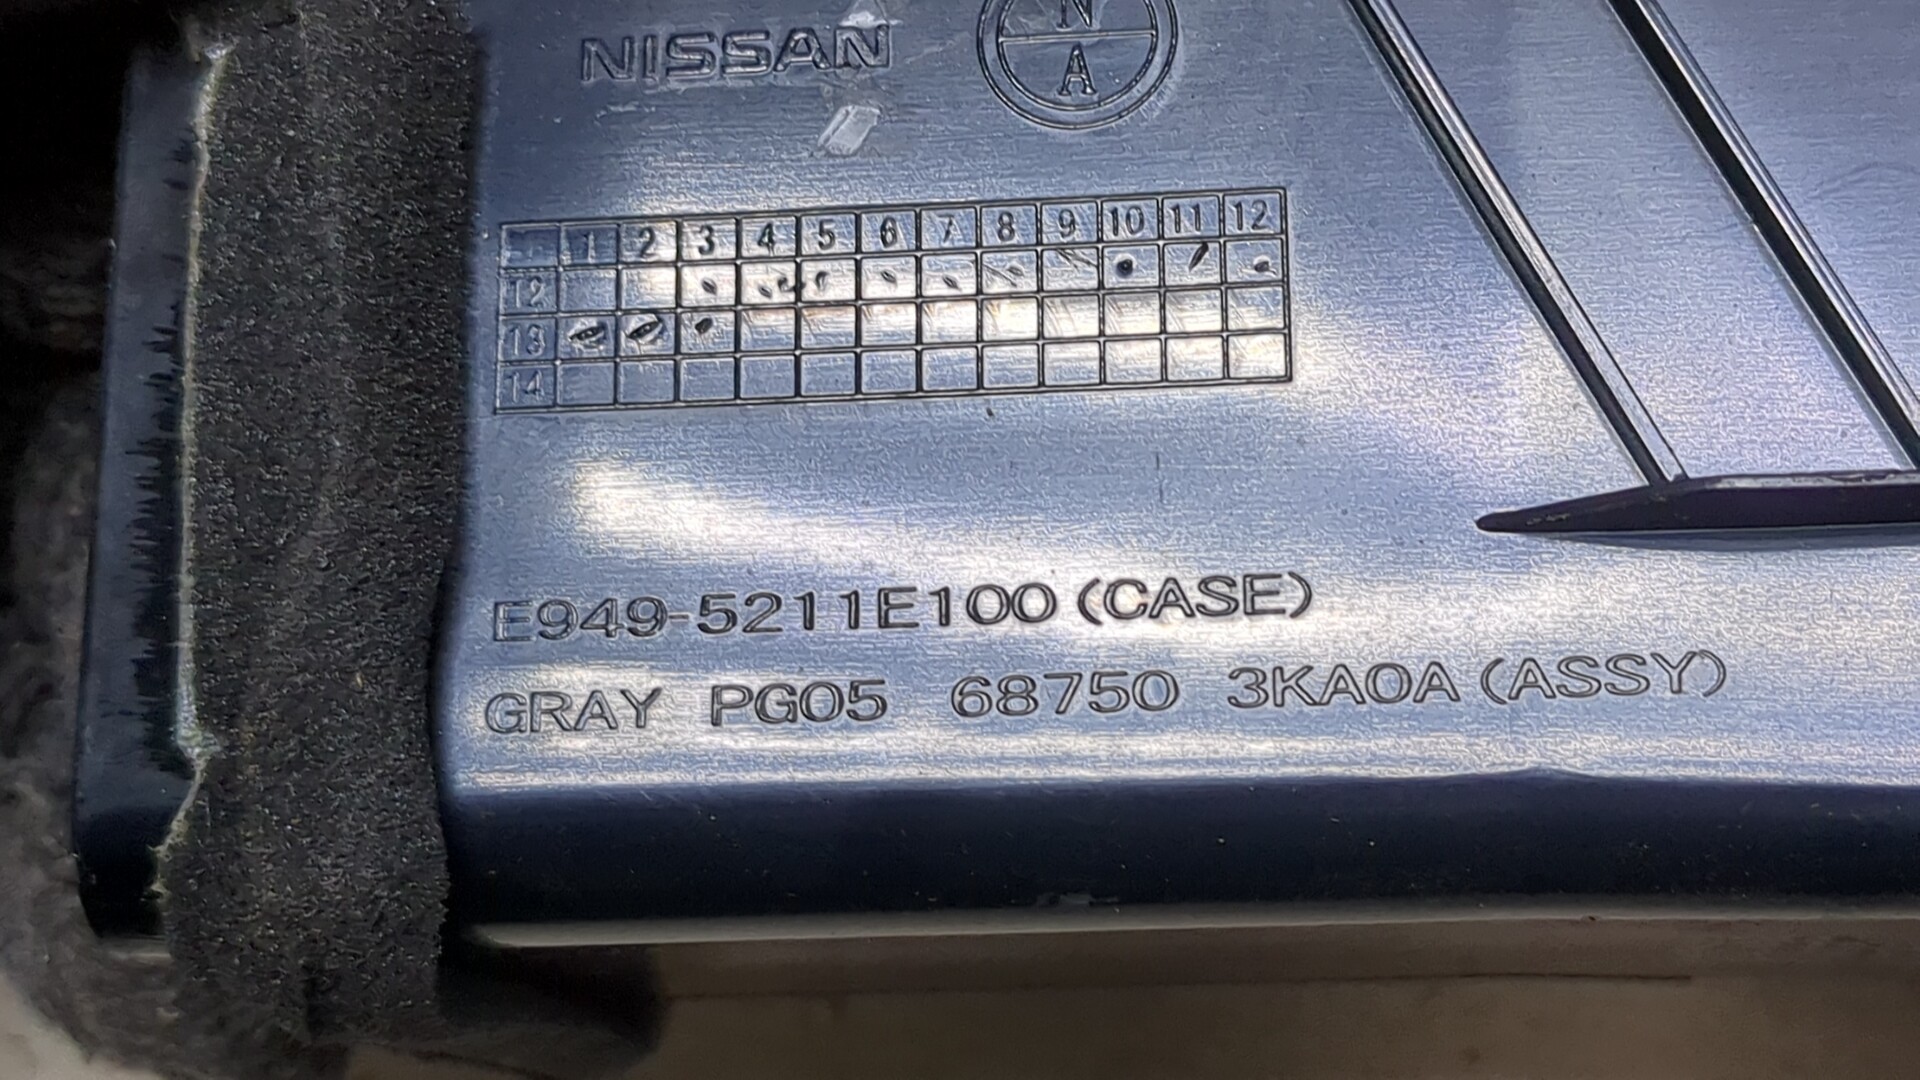 NISSAN
N
A
1 2 3 4 5 6 7 8 9 10 11 12
12
13
14
E949-5211E100 (CASE)
GRAY PG05 68750 3KA0A (ASSY)